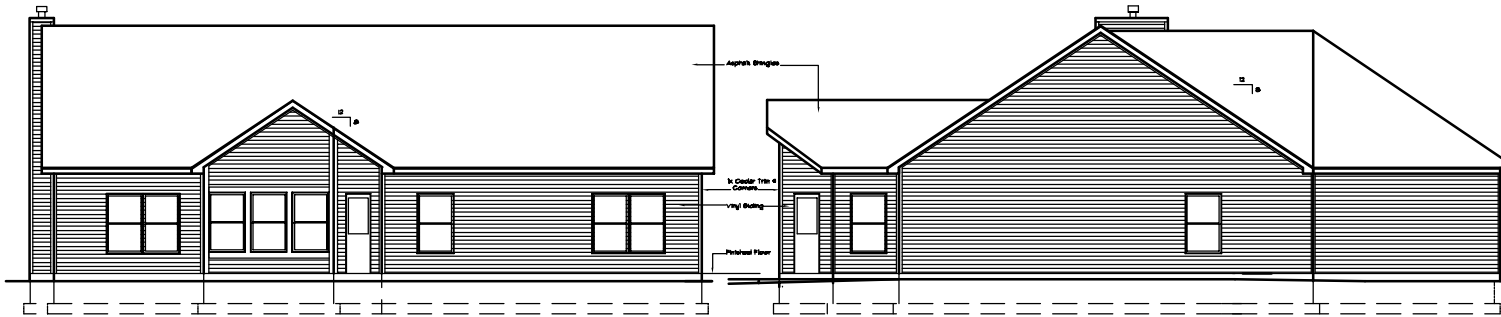 Asphalt Shingles
12
8
12
8
1x Cedar Trim @
Corners
Vinyl Siding
Finished Floor